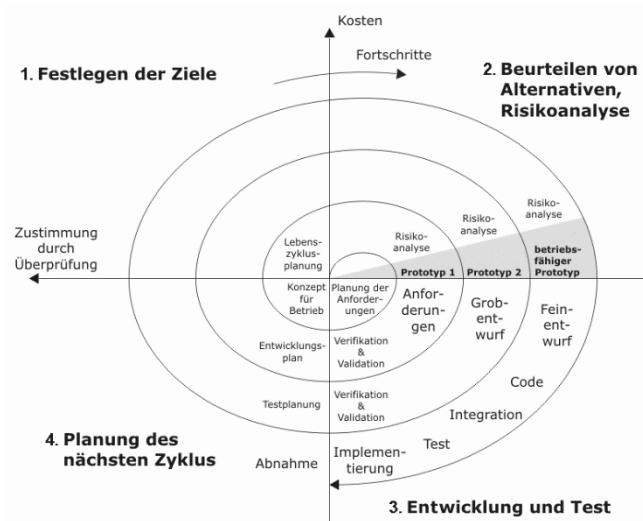 Kosten
Fortschritte
1. Festlegen der Ziele
2. Beurteilen von
Alternativen,
Risikoanalyse
Zustimmung
durch
Überprüfung
Lebens-
zyklus-
planung
Risiko-
analyse
Risiko-
analyse
Risiko-
analyse
Prototyp 1
Prototyp 2
betriebs-
fähiger
Prototyp
Konzept
für
Betrieb
Planung der
Anforder-
ungen
Anfor-
derun-
gen
Grob-
ent-
wurf
Fein-
ent-
wurf
Entwicklungs-
plan
Verifikation
&
Validation
Code
Testplanung
Verifikation
&
Validation
Integration
Test
4. Planung des
nächsten Zyklus
Abnahme
Implemen-
tierung
3. Entwicklung und Test